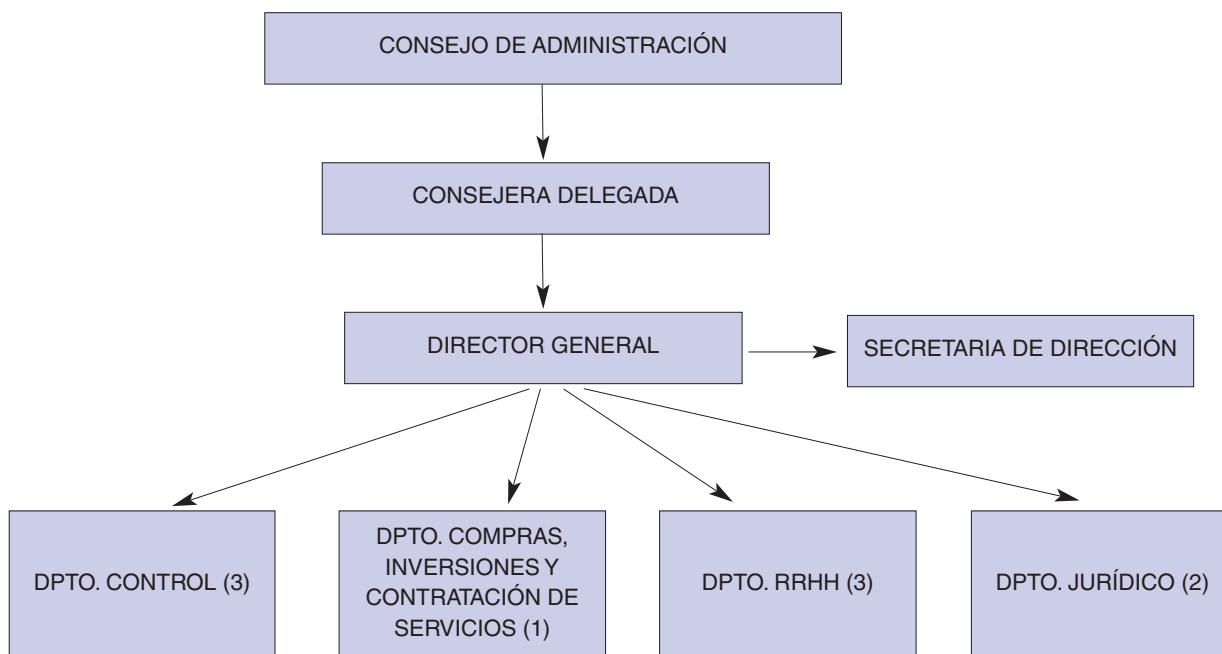 CONSEJO DE ADMINISTRACIÓN
CONSEJERA DELEGADA
DIRECTOR GENERAL
SECRETARIA DE DIRECCIÓN
DPTO. CONTROL (3)
DPTO. COMPRAS,
INVERSIONES Y
CONTRATACIÓN DE
SERVICIOS (1)
DPTO. RRHH (3)
DPTO. JURÍDICO (2)